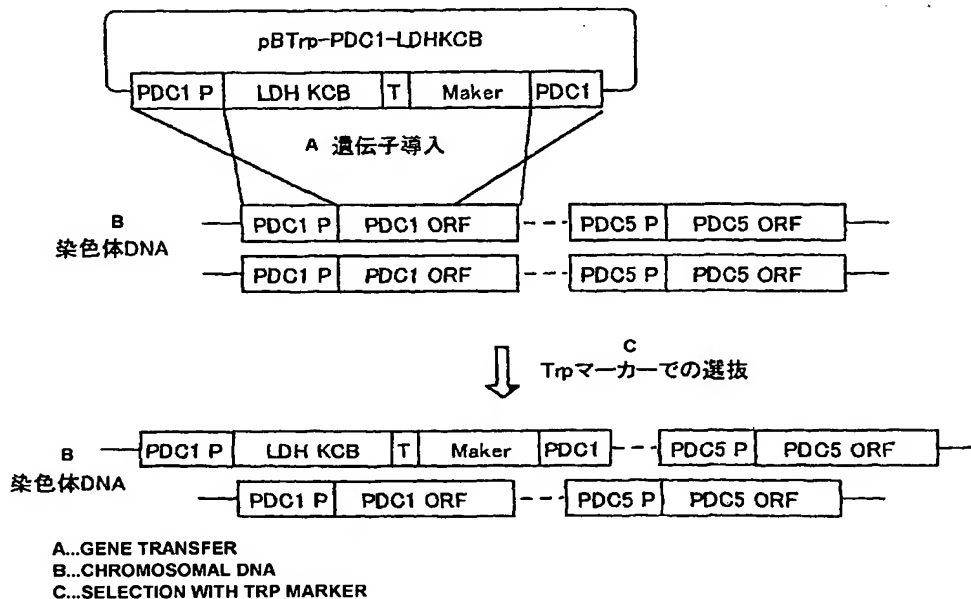 pBTrp-PDC1-LDHKCB
PDC1 P LDH KCB T Maker PDC1
A 遺伝子導入
B
染色体DNA
PDC1 P PDC1 ORF PDC5 P PDC5 ORF
PDC1 P PDC1 ORF PDC5 P PDC5 ORF
C
Trpマーカーでの選抜
B
染色体DNA
PDC1 P LDH KCB T Maker PDC1 PDC5 P PDC5 ORF
PDC1 P PDC1 ORF PDC5 P PDC5 ORF
A...GENE TRANSFER
B...CHROMOSOMAL DNA
C...SELECTION WITH TRP MARKER